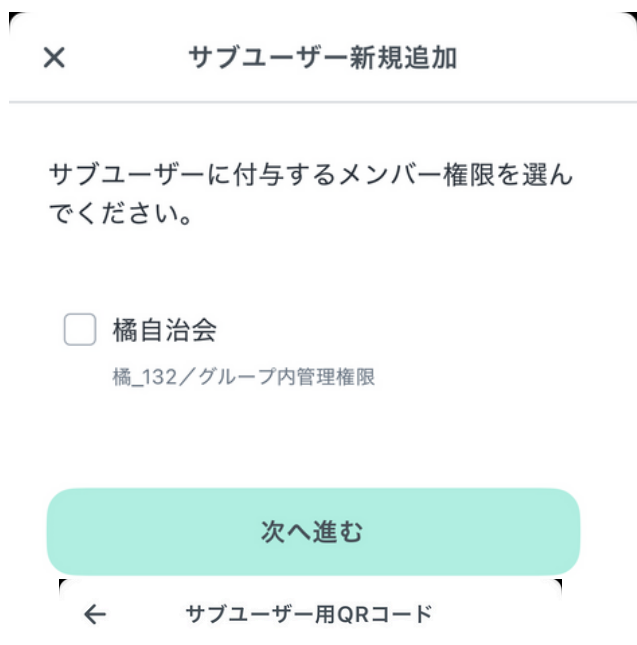 サブユーザー新規追加
サブユーザーに付与するメンバー権限を選ん
でください。
橘自治会
橘_132／グループ内管理権限
次へ進む
サブユーザー用QRコード